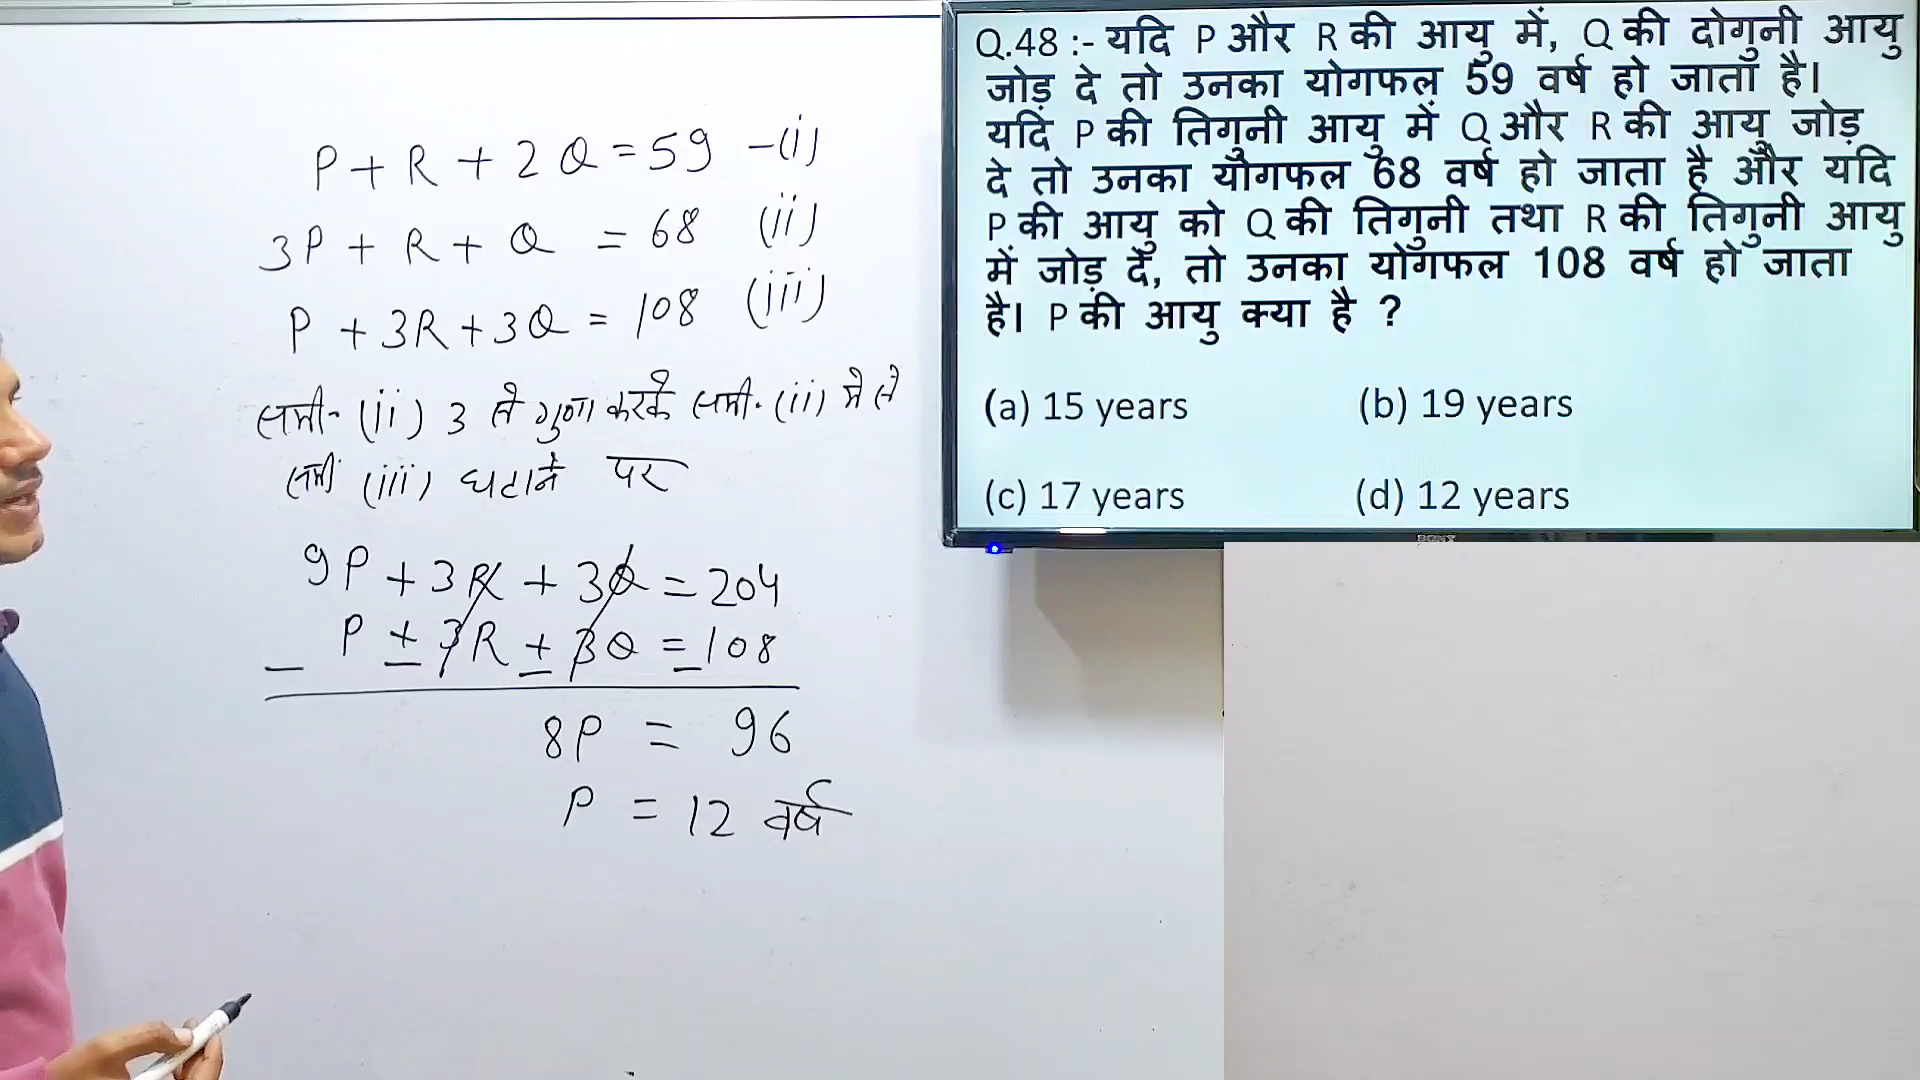 P + R + 2Q = 59 -(i)
3P + R + Q = 68 (ii)
P + 3R + 3Q = 108 (iii)
समी- (ii) 3 से गुणा करके समी. (ii) में से
समी (iii) घटाने पर
9P + 3R + 3Q = 204
- P ± 3R ± 3Q = -108
8P = 96
P = 12 वर्ष
Q.48 :- यदि P और R की आयु में, Q की दोगुनी आयु
जोड़ दे तो उनका योगफल 59 वर्ष हो जाता है।
यदि P की तिगुनी आयु में Q और R की आयु जोड़
दे तो उनका योगफल 68 वर्ष हो जाता है और यदि
P की आयु को Q की तिगुनी तथा R की तिगुनी आयु
में जोड़ दें, तो उनका योगफल 108 वर्ष हो जाता
है। P की आयु क्या है ?
(a) 15 years (b) 19 years
(c) 17 years (d) 12 years
SONY